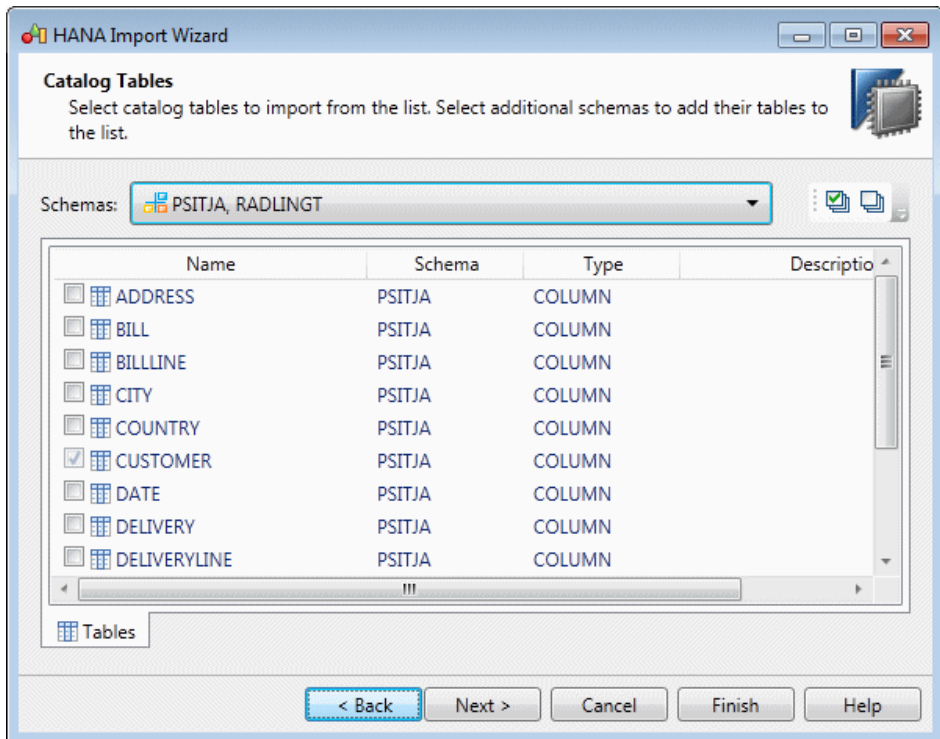 HANA Import Wizard
Catalog Tables
Select catalog tables to import from the list. Select additional schemas to add their tables to
the list.
Schemas: PSITJA, RADLINGT
Name Schema Type Descriptio
ADDRESS PSITJA COLUMN
BILL PSITJA COLUMN
BILLLINE PSITJA COLUMN
CITY PSITJA COLUMN
COUNTRY PSITJA COLUMN
CUSTOMER PSITJA COLUMN
DATE PSITJA COLUMN
DELIVERY PSITJA COLUMN
DELIVERYLINE PSITJA COLUMN
Tables
< Back Next > Cancel Finish Help